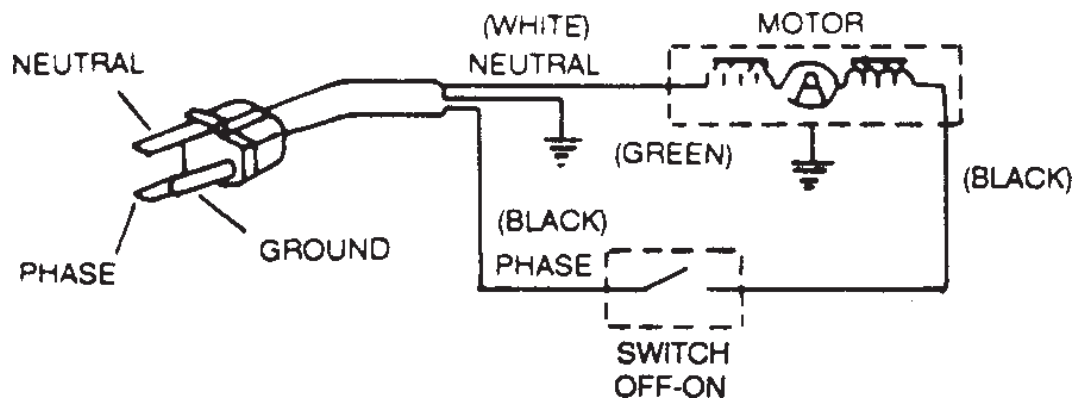 (WHITE)
NEUTRAL
MOTOR
NEUTRAL
A
(GREEN)
(BLACK)
(BLACK)
PHASE
GROUND
PHASE
SWITCH
OFF-ON